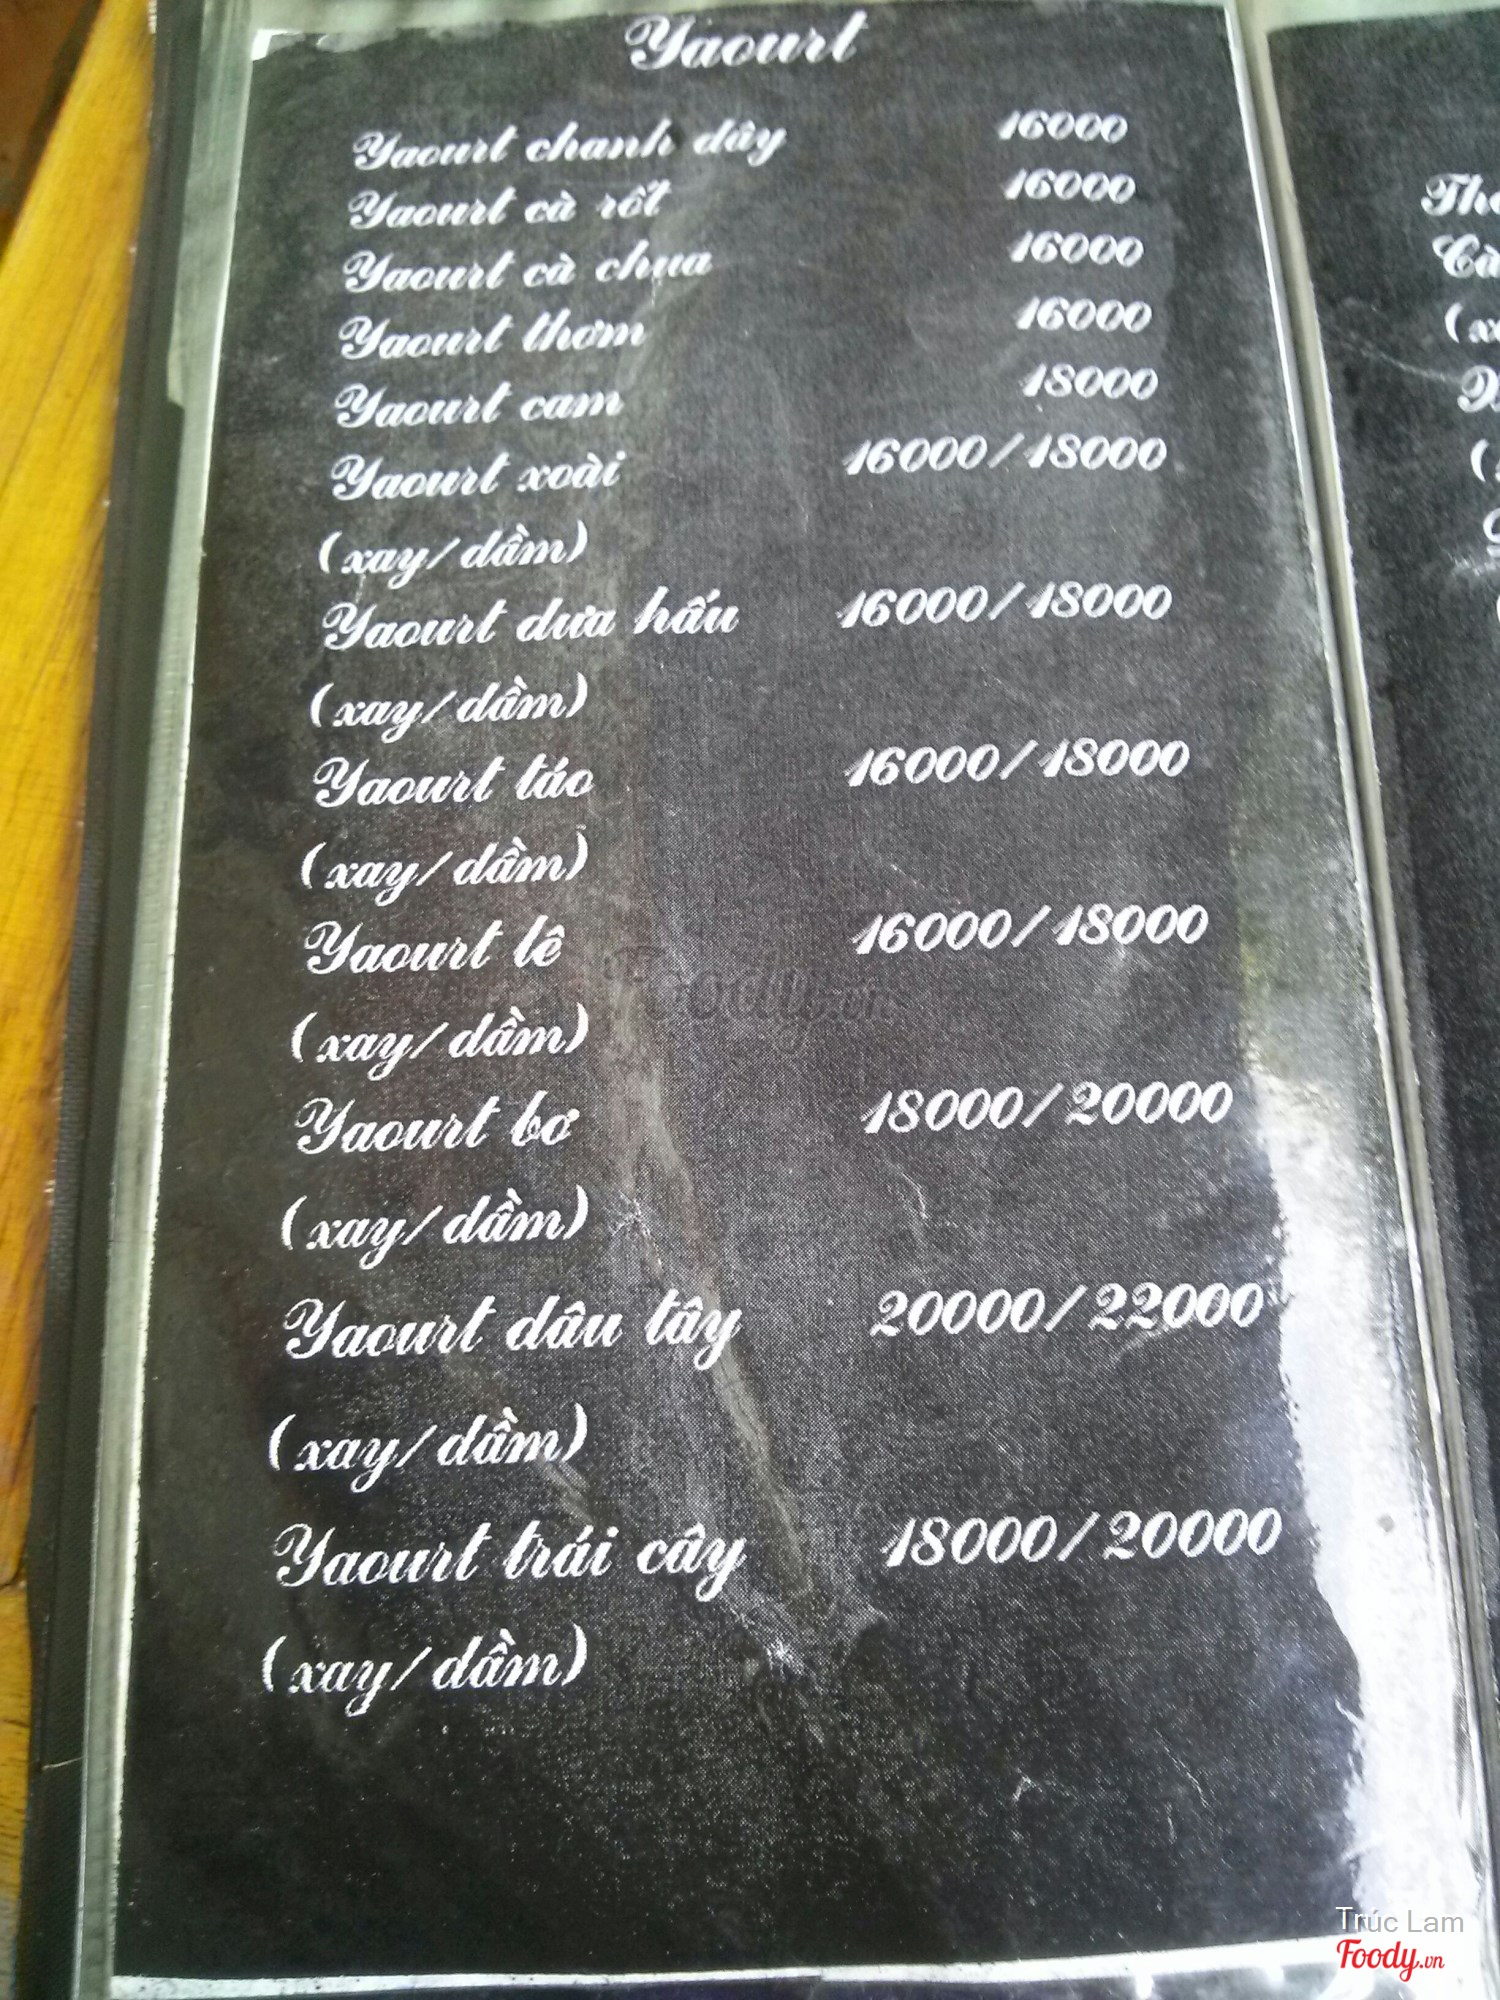 Yaourt
Yaourt chanh dây 16000
Yaourt cà rốt 16000
Yaourt cà chua 16000
Yaourt thơm 16000
Yaourt cam 18000
Yaourt xoài 16000/18000
(xay/dầm)
Yaourt dưa hấu 16000/18000
(xay/dầm)
Yaourt táo 16000/18000
(xay/dầm)
Yaourt lê 16000/18000
(xay/dầm)
Yaourt bơ 18000/20000
(xay/dầm)
Yaourt dâu tây 20000/22000
(xay/dầm)
Yaourt trái cây 18000/20000
(xay/dầm)
Foody.vn
Trúc Lam
Foody.vn